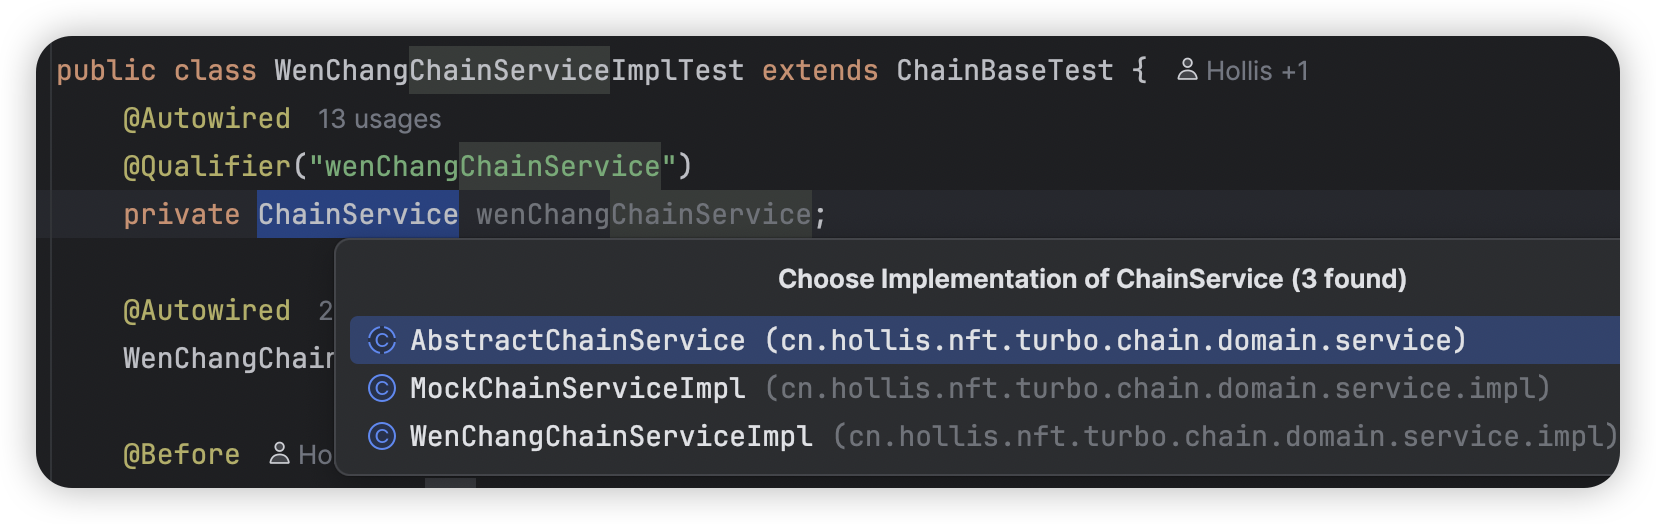 public class WenChangChainServiceImplTest extends ChainBaseTest { Hollis +1
@Autowired 13 usages
@Qualifier("wenChangChainService")
private ChainService wenChangChainService;
Choose Implementation of ChainService (3 found)
@Autowired 2
AbstractChainService (cn.hollis.nft.turbo.chain.domain.service)
WenChangChain
MockChainServiceImpl (cn.hollis.nft.turbo.chain.domain.service.impl)
WenChangChainServiceImpl (cn.hollis.nft.turbo.chain.domain.service.impl)
@Before Ho